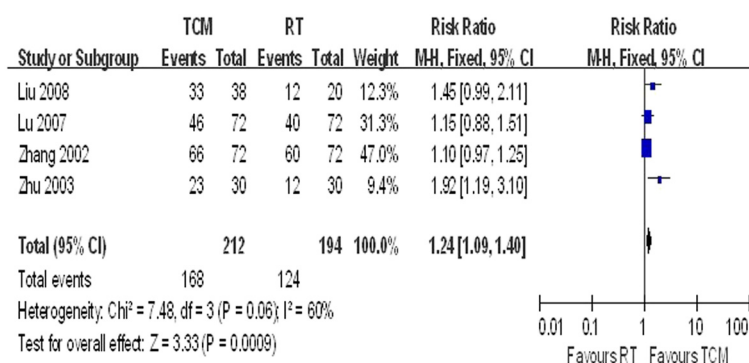 TCM RT Risk Ratio Risk Ratio
Study or Subgroup Events Total Events Total Weight M-H, Fixed, 95% CI M-H, Fixed, 95% CI
Liu 2008 33 38 12 20 12.3% 1.45 [0.99, 2.11]
Lu 2007 46 72 40 72 31.3% 1.15 [0.88, 1.51]
Zhang 2002 66 72 60 72 47.0% 1.10 [0.97, 1.25]
Zhu 2003 23 30 12 30 9.4% 1.92 [1.19, 3.10]
Total (95% CI) 212 194 100.0% 1.24 [1.09, 1.40]
Total events 168 124
Heterogeneity: Chi² = 7.48, df = 3 (P = 0.06); I² = 60%
Test for overall effect: Z = 3.33 (P = 0.0009)
0.01 0.1 1 10 100
Favours RT Favours TCM